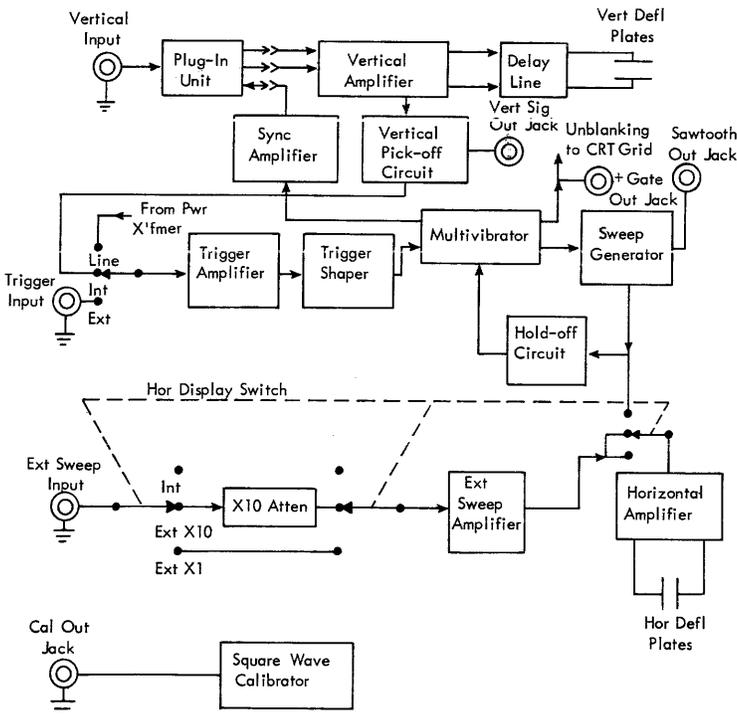 Vertical
Input
Plug-In
Unit
Vertical
Amplifier
Delay
Line
Vert Defl
Plates
Sync
Amplifier
Vertical
Pick-off
Circuit
Vert Sig
Out Jack
Unblanking
to CRT Grid
Sawtooth
Out Jack
+ Gate
Out Jack
From Pwr
X'fmer
Line
Int
Ext
Trigger
Input
Trigger
Amplifier
Trigger
Shaper
Multivibrator
Sweep
Generator
Hold-off
Circuit
Hor Display Switch
Ext Sweep
Input
Int
Ext X10
Ext X1
X10 Atten
Ext
Sweep
Amplifier
Horizontal
Amplifier
Hor Defl
Plates
Cal Out
Jack
Square Wave
Calibrator